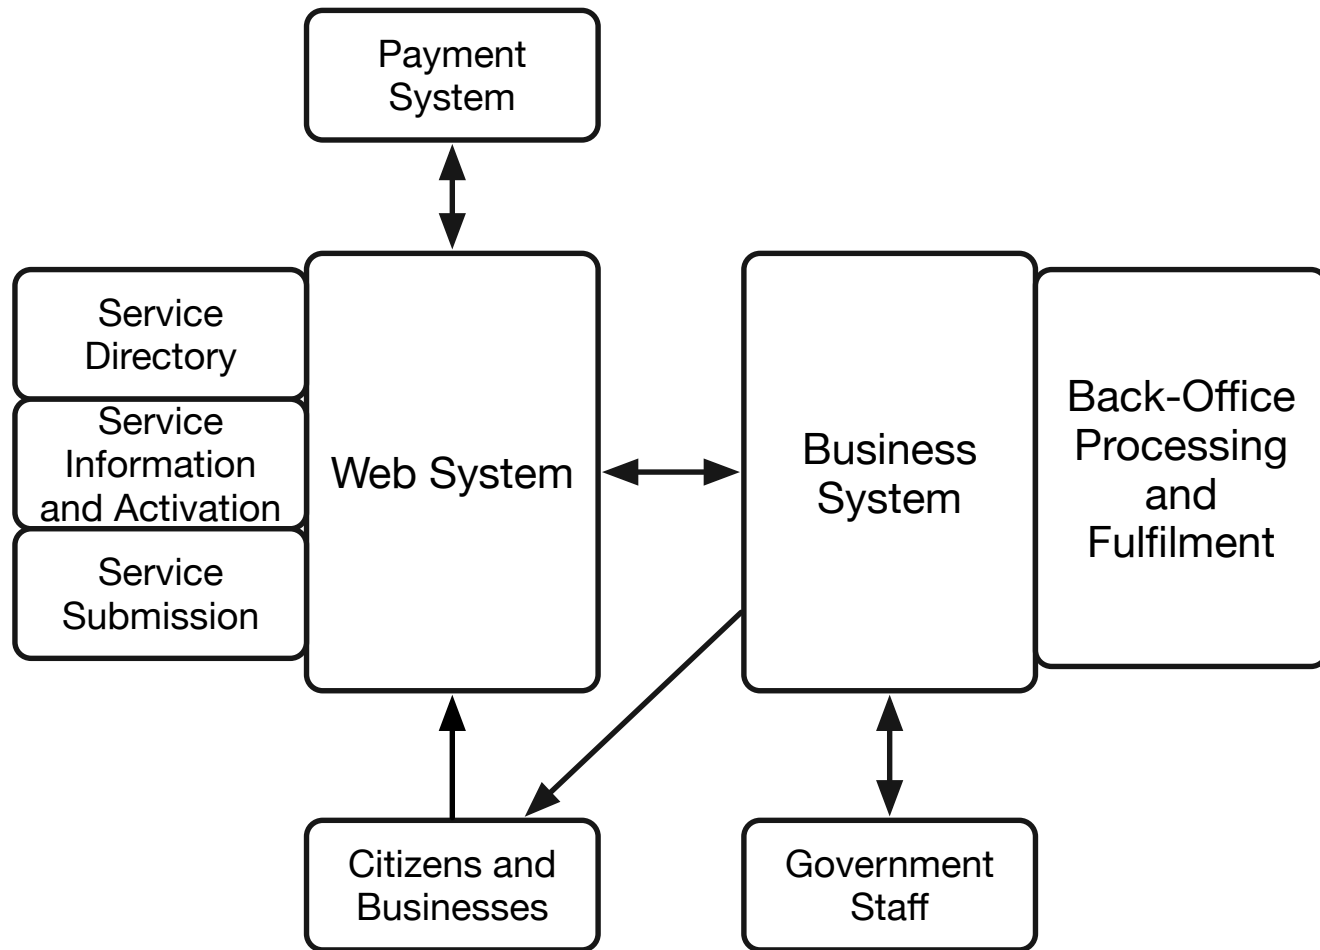 Payment
System
Service
Directory
Service
Information
and Activation
Service
Submission
Web System
Business
System
Back-Office
Processing
and
Fulfilment
Citizens and
Businesses
Government
Staff